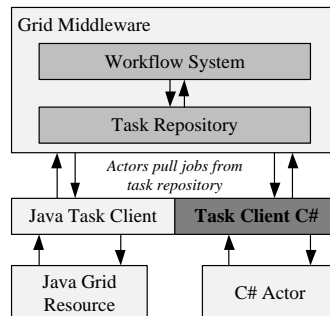 Grid Middleware
Workflow System
Task Repository
Actors pull jobs from
task repository
Java Task Client
Task Client C#
Java Grid
Resource
C# Actor